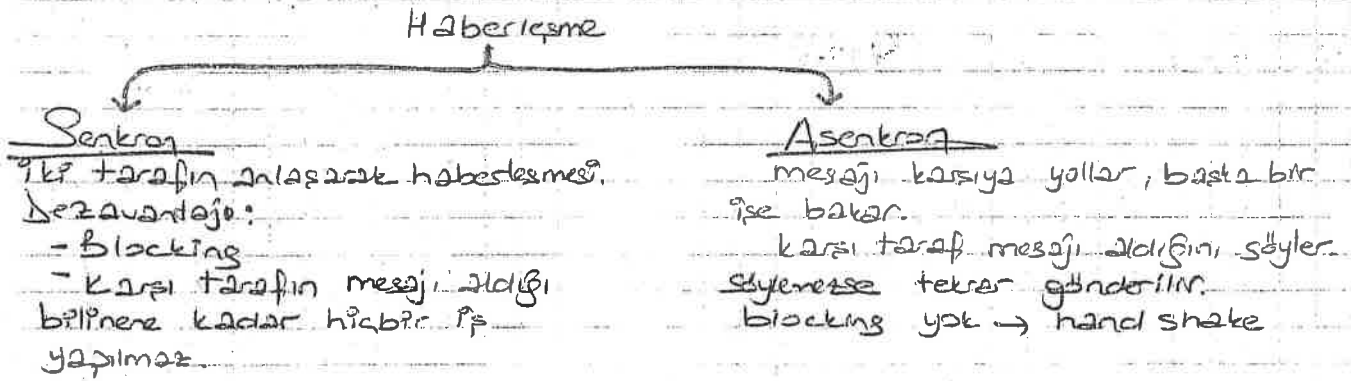 Haberleşme
Senkron
iki tarafın anlaşarak haberleşmesi.
Dezavantajı:
- Blocking
- Karşı tarafın mesajı aldığı
bilinene kadar hiçbir iş
yapılmaz.
Asenkron
mesajı karşıya yollar, başka bir
işe bakar.
karşı taraf mesajı aldığını söyler.
söylemezse tekrar gönderilir.
blocking yok → hand shake